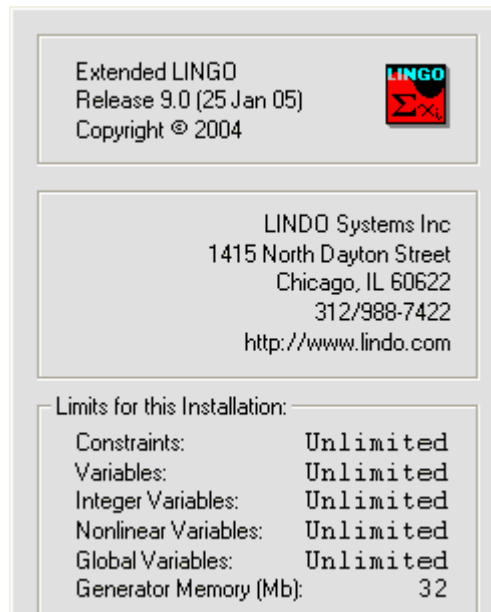 Extended LINGO
Release 9.0 (25 Jan 05)
Copyright © 2004
LINGO
Σxi
LINDO Systems Inc
1415 North Dayton Street
Chicago, IL 60622
312/988-7422
http://www.lindo.com
Limits for this Installation:
Constraints: Unlimited
Variables: Unlimited
Integer Variables: Unlimited
Nonlinear Variables: Unlimited
Global Variables: Unlimited
Generator Memory (Mb): 32